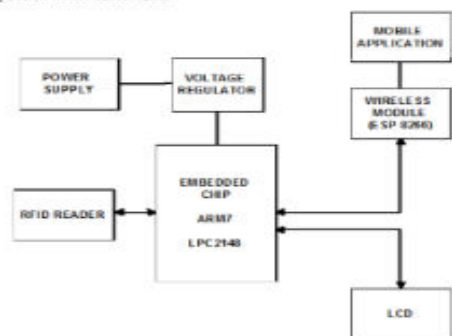 MOBILE
APPLICATION
POWER
SUPPLY
VOLTAGE
REGULATOR
WIRELESS
MODULE
(ESP 8266)
EMBEDDED
CHIP
ARM7
LPC2148
RFID READER
LCD